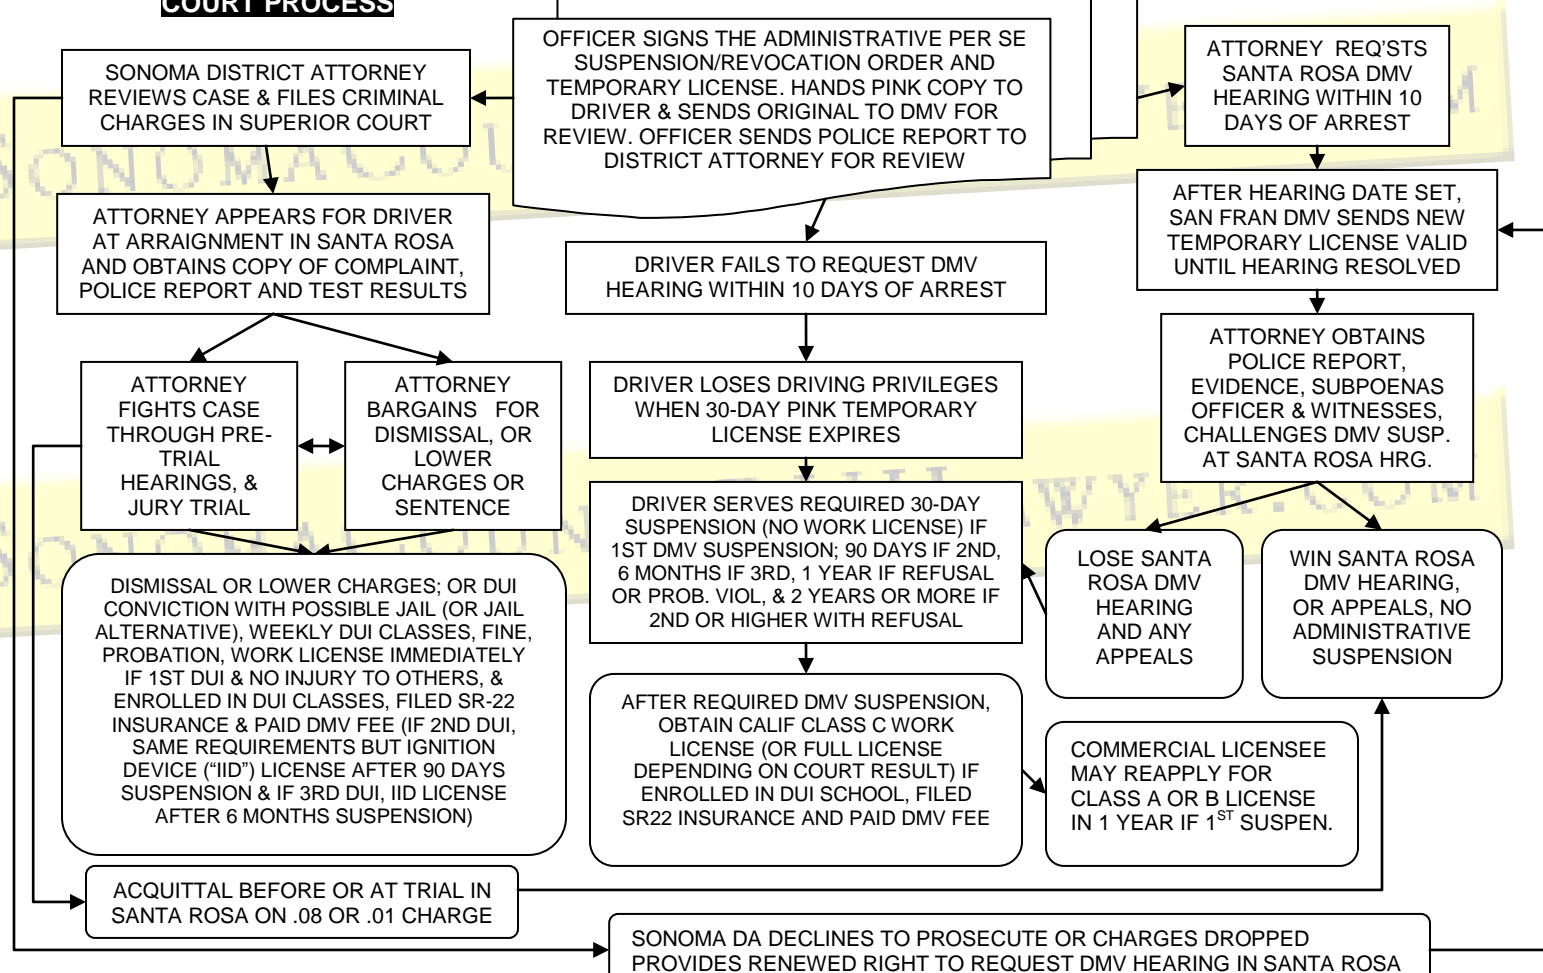 COURT PROCESS
SONOMA DISTRICT ATTORNEY
REVIEWS CASE & FILES CRIMINAL
CHARGES IN SUPERIOR COURT
OFFICER SIGNS THE ADMINISTRATIVE PER SE
SUSPENSION/REVOCATION ORDER AND
TEMPORARY LICENSE. HANDS PINK COPY TO
DRIVER & SENDS ORIGINAL TO DMV FOR
REVIEW. OFFICER SENDS POLICE REPORT TO
DISTRICT ATTORNEY FOR REVIEW
ATTORNEY REQ'STS
SANTA ROSA DMV
HEARING WITHIN 10
DAYS OF ARREST
ATTORNEY APPEARS FOR DRIVER
AT ARRAIGNMENT IN SANTA ROSA
AND OBTAINS COPY OF COMPLAINT,
POLICE REPORT AND TEST RESULTS
DRIVER FAILS TO REQUEST DMV
HEARING WITHIN 10 DAYS OF ARREST
AFTER HEARING DATE SET,
SAN FRAN DMV SENDS NEW
TEMPORARY LICENSE VALID
UNTIL HEARING RESOLVED
ATTORNEY
FIGHTS CASE
THROUGH PRE-
TRIAL
HEARINGS, &
JURY TRIAL
ATTORNEY
BARGAINS FOR
DISMISSAL, OR
LOWER
CHARGES OR
SENTENCE
DRIVER LOSES DRIVING PRIVILEGES
WHEN 30-DAY PINK TEMPORARY
LICENSE EXPIRES
ATTORNEY OBTAINS
POLICE REPORT,
EVIDENCE, SUBPOENAS
OFFICER & WITNESSES,
CHALLENGES DMV SUSP.
AT SANTA ROSA HRG.
DRIVER SERVES REQUIRED 30-DAY
SUSPENSION (NO WORK LICENSE) IF
1ST DMV SUSPENSION; 90 DAYS IF 2ND,
6 MONTHS IF 3RD, 1 YEAR IF REFUSAL
OR PROB. VIOL, & 2 YEARS OR MORE IF
2ND OR HIGHER WITH REFUSAL
LOSE SANTA
ROSA DMV
HEARING
AND ANY
APPEALS
WIN SANTA ROSA
DMV HEARING,
OR APPEALS, NO
ADMINISTRATIVE
SUSPENSION
DISMISSAL OR LOWER CHARGES; OR DUI
CONVICTION WITH POSSIBLE JAIL (OR JAIL
ALTERNATIVE), WEEKLY DUI CLASSES, FINE,
PROBATION, WORK LICENSE IMMEDIATELY
IF 1ST DUI & NO INJURY TO OTHERS, &
ENROLLED IN DUI CLASSES, FILED SR-22
INSURANCE & PAID DMV FEE (IF 2ND DUI,
SAME REQUIREMENTS BUT IGNITION
DEVICE (“IID”) LICENSE AFTER 90 DAYS
SUSPENSION & IF 3RD DUI, IID LICENSE
AFTER 6 MONTHS SUSPENSION)
AFTER REQUIRED DMV SUSPENSION,
OBTAIN CALIF CLASS C WORK
LICENSE (OR FULL LICENSE
DEPENDING ON COURT RESULT) IF
ENROLLED IN DUI SCHOOL, FILED
SR22 INSURANCE AND PAID DMV FEE
COMMERCIAL LICENSEE
MAY REAPPLY FOR
CLASS A OR B LICENSE
IN 1 YEAR IF 1ST SUSPEN.
ACQUITTAL BEFORE OR AT TRIAL IN
SANTA ROSA ON .08 OR .01 CHARGE
SONOMA DA DECLINES TO PROSECUTE OR CHARGES DROPPED
PROVIDES RENEWED RIGHT TO REQUEST DMV HEARING IN SANTA ROSA